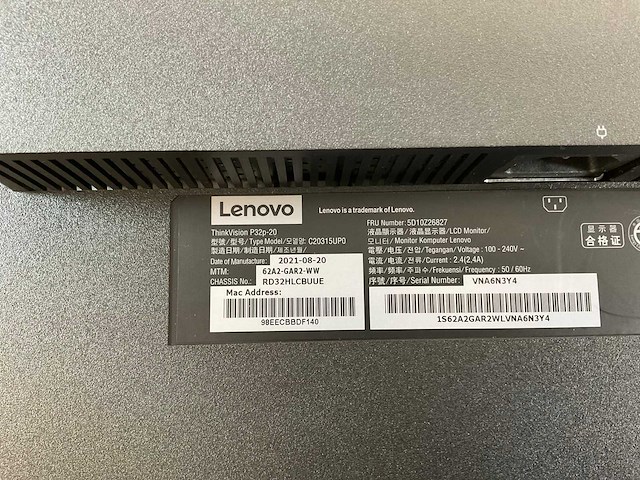 Lenovo
Lenovo is a trademark of Lenovo.
ThinkVision P32p-20
型號/型号/Type Model/모델명: C20315UP0
製造日期/制造日期/제조년월/
Date of Manufacture: 2021-08-20
MTM: 62A2-GAR2-WW
CHASSIS No.: RD32HLCBUUE
Mac Address:
98EECBBDF140
FRU Number: 5D10Z26827
液晶顯示器/液晶显示器/LCD Monitor/
모니터/Monitor Komputer Lenovo
電壓/电压/전압/Tegangan/Voltage : 100 - 240V~
電流/电流/전류/Current : 2.4(2.4A)
頻率/频率/주파수/Frekuensi/Frequency : 50 / 60Hz
序號/序号/Serial Number: VNA6N3Y4
1S62A2GAR2WLVNA6N3Y4
显示器
合格证